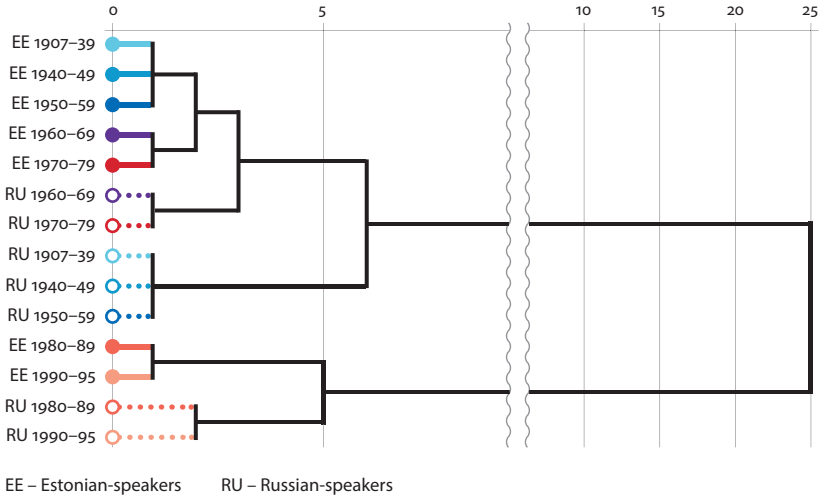 0 5 10 15 20 25
EE 1907–39
EE 1940–49
EE 1950–59
EE 1960–69
EE 1970–79
RU 1960–69
RU 1970–79
RU 1907–39
RU 1940–49
RU 1950–59
EE 1980–89
EE 1990–95
RU 1980–89
RU 1990–95
EE – Estonian-speakers RU – Russian-speakers